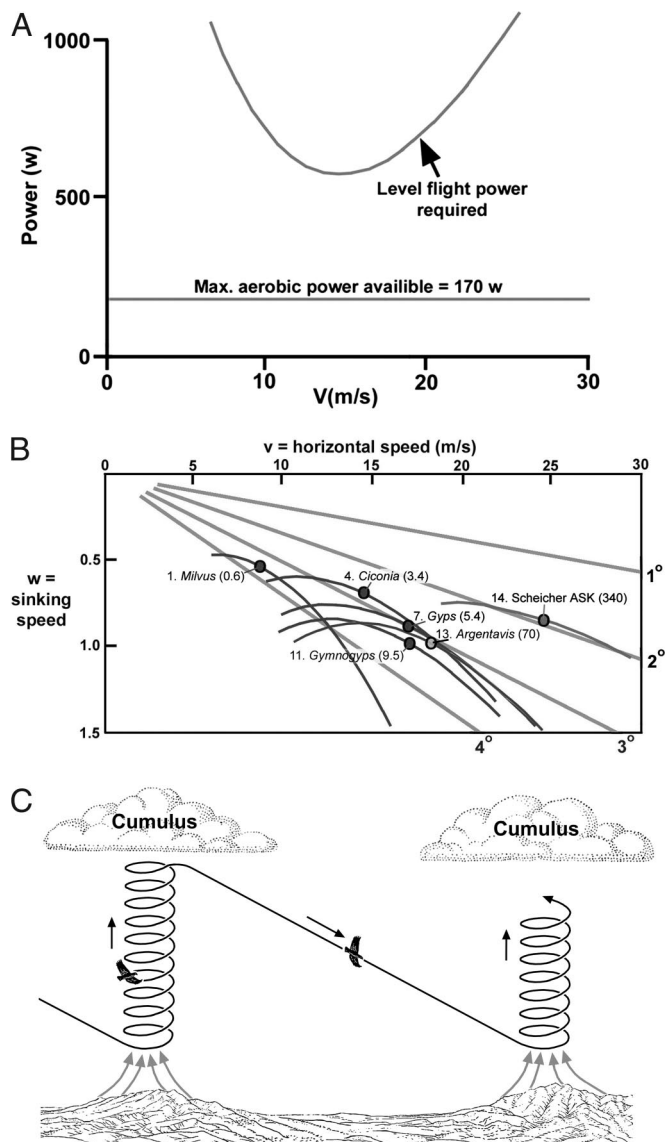 A
1000
500
0
Power (w)
Level flight power
required
Max. aerobic power availible = 170 w
0
10
20
30
V(m/s)
B
v = horizontal speed (m/s)
0
5
10
15
20
25
30
w =
sinking
speed
0.5
1.0
1.5
1. Milvus (0.6)
4. Ciconia (3.4)
7. Gyps (5.4)
13. Argentavis (70)
11. Gymnogyps (9.5)
14. Scheicher ASK (340)
1°
2°
3°
4°
C
Cumulus
Cumulus